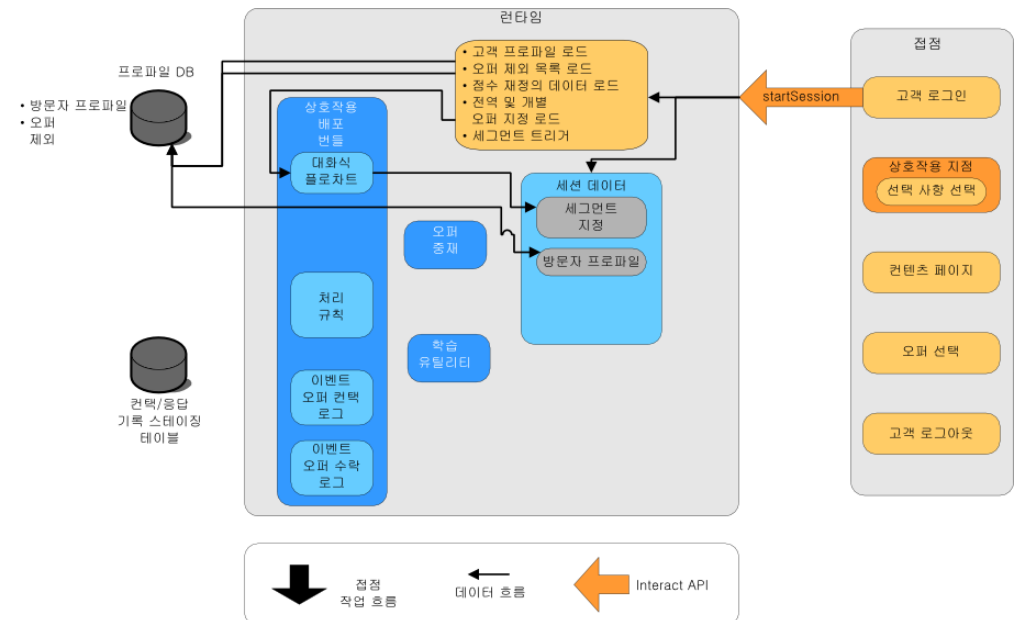 런타임
접점
프로파일 DB
• 방문자 프로파일
• 오퍼
제외
• 고객 프로파일 로드
• 오퍼 제외 목록 로드
• 점수 재정의 데이터 로드
• 전역 및 개별
오퍼 지정 로드
• 세그먼트 트리거
startSession
고객 로그인
상호작용
배포
번들
대화식
플로차트
세션 데이터
세그먼트
지정
방문자 프로파일
상호작용 지점
선택 사항 선택
오퍼
중재
컨텐츠 페이지
처리
규칙
학습
유틸리티
오퍼 선택
컨택/응답
기록 스테이징
테이블
이벤트
오퍼 컨택
로그
고객 로그아웃
이벤트
오퍼 수락
로그
접점
작업 흐름
데이터 흐름
Interact API